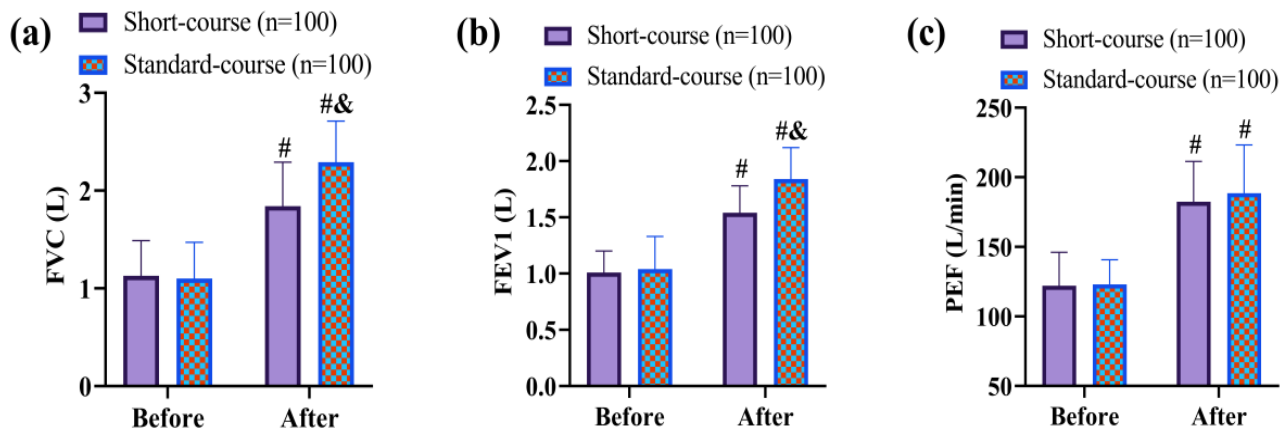 (a)
Short-course (n=100)
Standard-course (n=100)
FVC (L)
3
2
1
0
#
#&
Before
After
(b)
Short-course (n=100)
Standard-course (n=100)
FEV1 (L)
2.5
2.0
1.5
1.0
0.5
0.0
#
#&
Before
After
(c)
Short-course (n=100)
Standard-course (n=100)
PEF (L/min)
250
200
150
100
50
#
#
Before
After